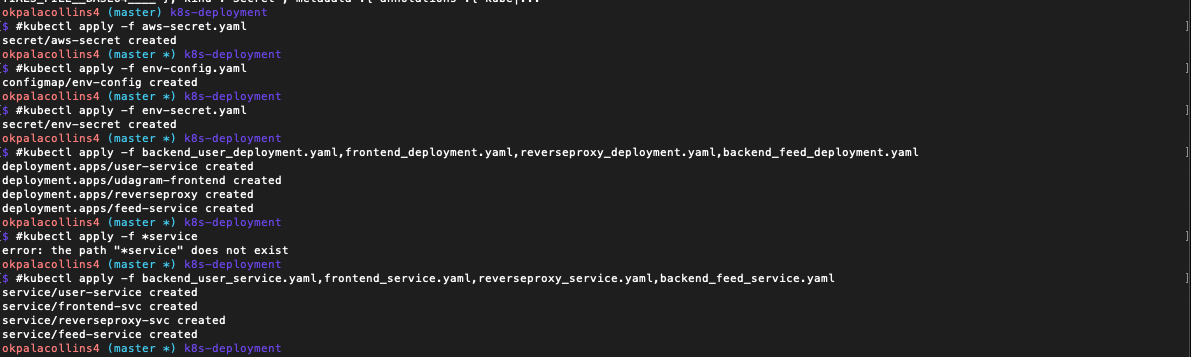 okpalacollins4 (master) k8s-deployment
[$ #kubectl apply -f aws-secret.yaml ]
secret/aws-secret created
okpalacollins4 (master *) k8s-deployment
[$ #kubectl apply -f env-config.yaml ]
configmap/env-config created
okpalacollins4 (master *) k8s-deployment
[$ #kubectl apply -f env-secret.yaml ]
secret/env-secret created
okpalacollins4 (master *) k8s-deployment
[$ #kubectl apply -f backend_user_deployment.yaml,frontend_deployment.yaml,reverseproxy_deployment.yaml,backend_feed_deployment.yaml ]
deployment.apps/user-service created
deployment.apps/udagram-frontend created
deployment.apps/reverseproxy created
deployment.apps/feed-service created
okpalacollins4 (master *) k8s-deployment
[$ #kubectl apply -f *service ]
error: the path "*service" does not exist
okpalacollins4 (master *) k8s-deployment
[$ #kubectl apply -f backend_user_service.yaml,frontend_service.yaml,reverseproxy_service.yaml,backend_feed_service.yaml ]
service/user-service created
service/frontend-svc created
service/reverseproxy-svc created
service/feed-service created
okpalacollins4 (master *) k8s-deployment